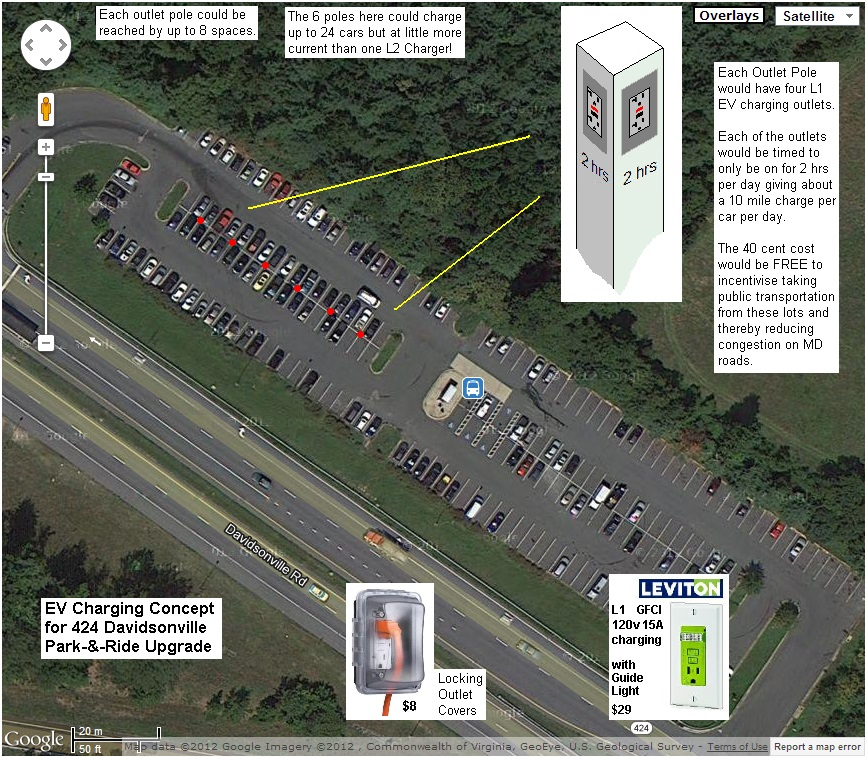 Each outlet pole could be
reached by up to 8 spaces.
The 6 poles here could charge
up to 24 cars but at little more
current than one L2 Charger!
Overlays
Satellite
2 hrs
2 hrs
Each Outlet Pole
would have four L1
EV charging outlets.
Each of the outlets
would be timed to
only be on for 2 hrs
per day giving about
a 10 mile charge per
car per day.
The 40 cent cost
would be FREE to
incentivise taking
public transportation
from these lots and
thereby reducing
congestion on MD
roads.
Davidsonville Rd
EV Charging Concept
for 424 Davidsonville
Park-&-Ride Upgrade
$8
Locking
Outlet
Covers
LEVITON
L1 GFCI
120v 15A
charging
with
Guide
Light
$29
424
Google
20 m
50 ft
Map data ©2012 Google Imagery ©2012 , Commonwealth of Virginia, GeoEye, U.S. Geological Survey - Terms of Use
Report a map error